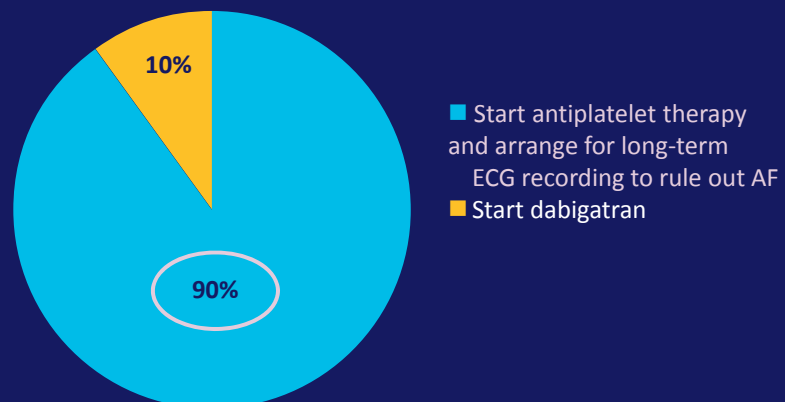 10%
Start antiplatelet therapy
and arrange for long-term
ECG recording to rule out AF
Start dabigatran
90%